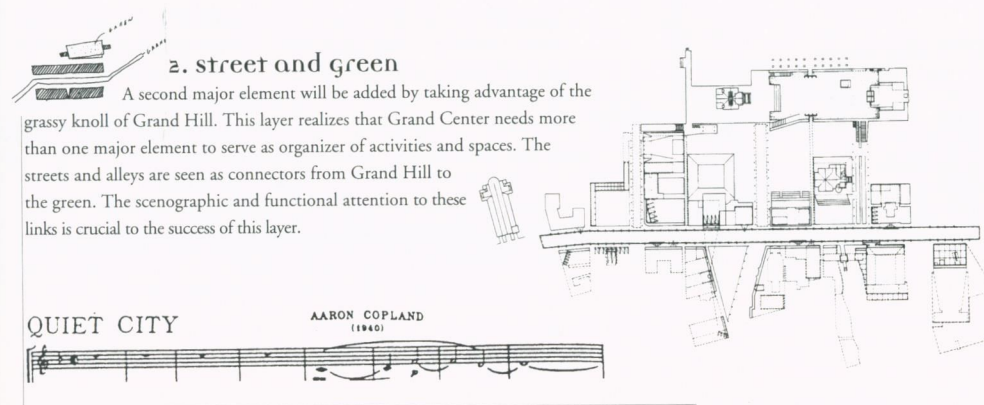 2. street and green
A second major element will be added by taking advantage of the
grassy knoll of Grand Hill. This layer realizes that Grand Center needs more
than one major element to serve as organizer of activities and spaces. The
streets and alleys are seen as connectors from Grand Hill to
the green. The scenographic and functional attention to these
links is crucial to the success of this layer.
QUIET CITY
AARON COPLAND
(1940)